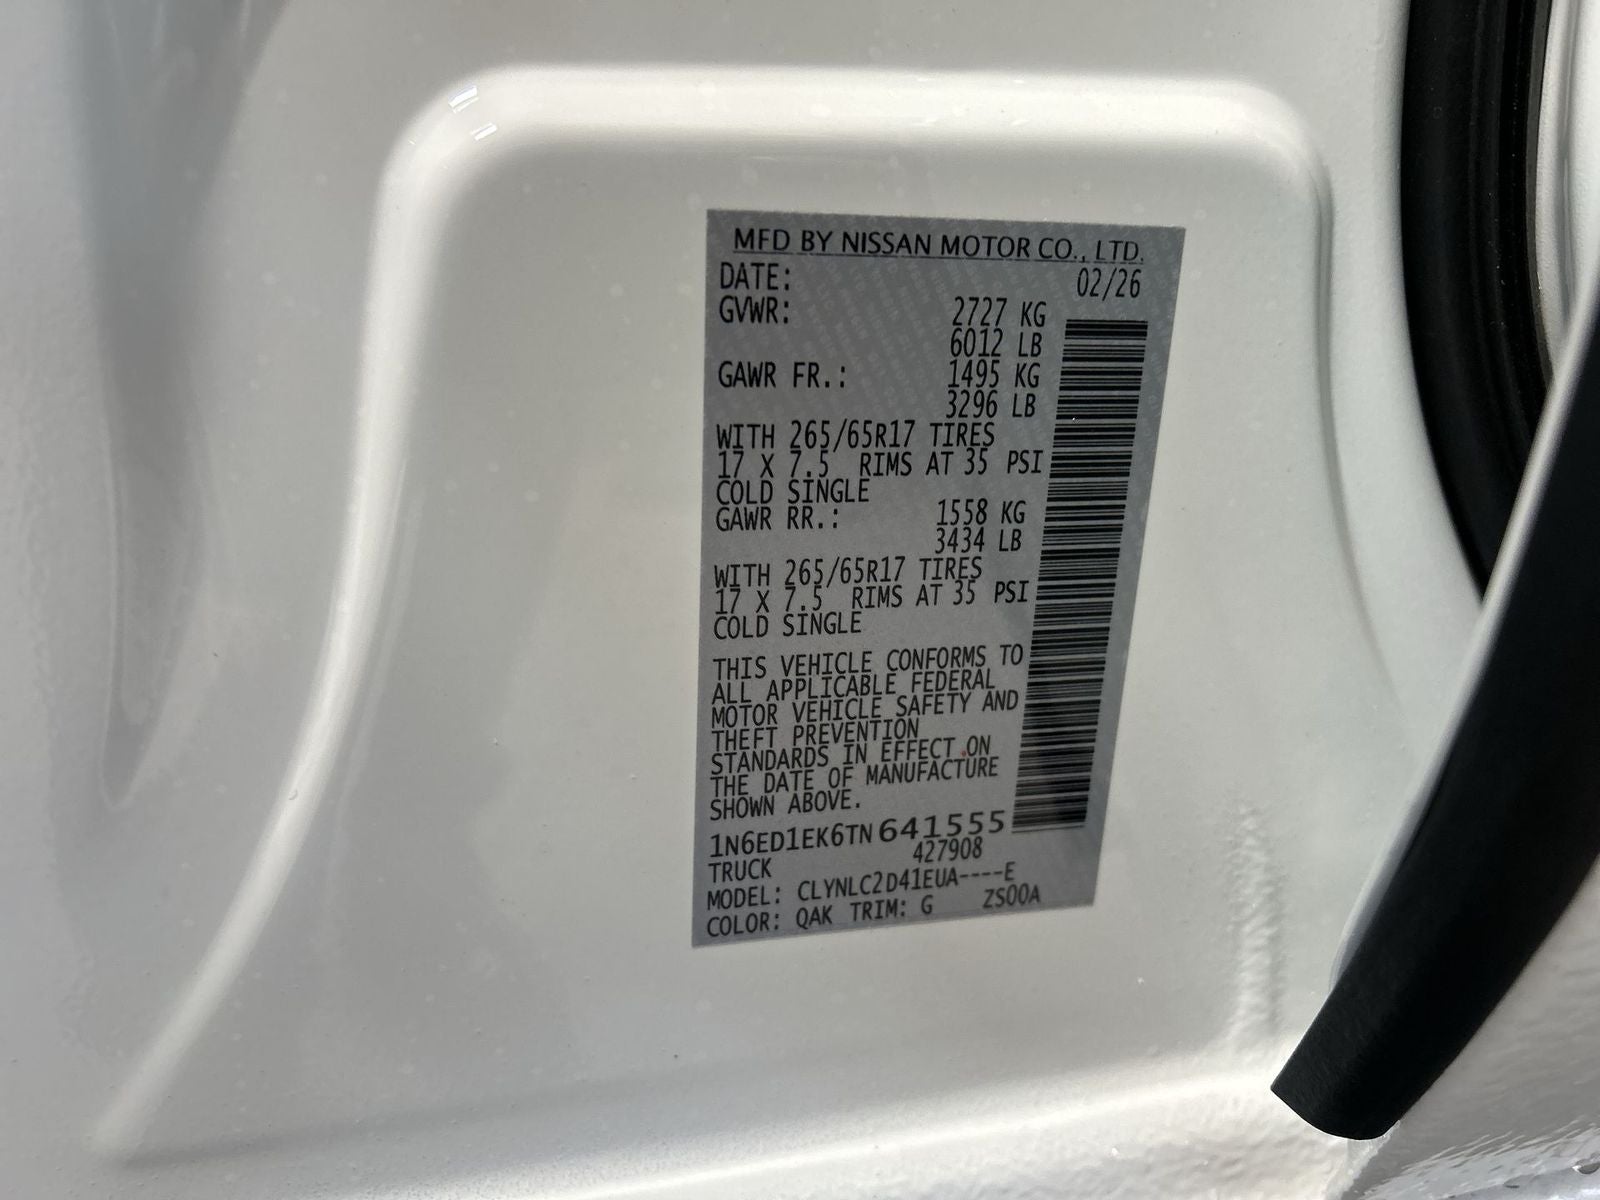 MFD BY NISSAN MOTOR CO., LTD.
DATE: 02/26
GVWR: 2727 KG
6012 LB
GAWR FR.: 1495 KG
3296 LB
WITH 265/65R17 TIRES
17 X 7.5 RIMS AT 35 PSI
COLD SINGLE
GAWR RR.: 1558 KG
3434 LB
WITH 265/65R17 TIRES
17 X 7.5 RIMS AT 35 PSI
COLD SINGLE
THIS VEHICLE CONFORMS TO
ALL APPLICABLE FEDERAL
MOTOR VEHICLE SAFETY AND
THEFT PREVENTION
STANDARDS IN EFFECT ON
THE DATE OF MANUFACTURE
SHOWN ABOVE.
1N6ED1EK6TN641555
TRUCK 427908
MODEL: CLYNLC2D41EUA----E
COLOR: QAK TRIM: G ZS00A